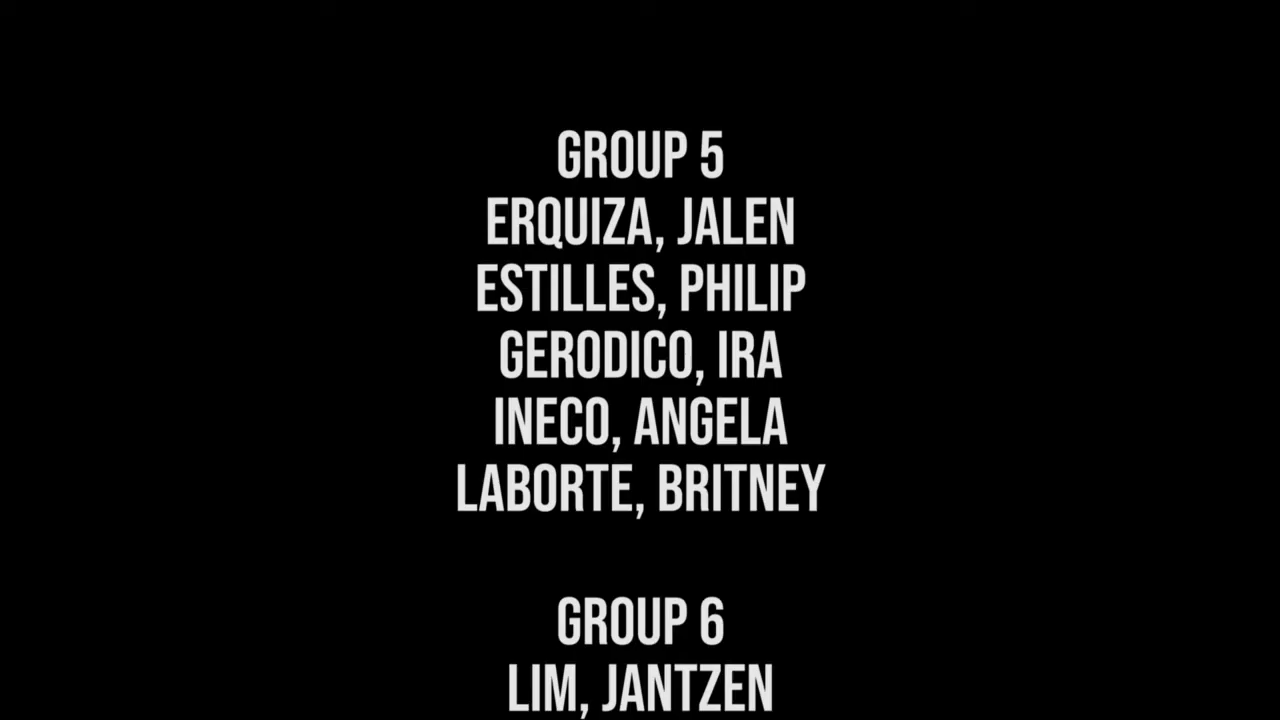 GROUP 5
ERQUIZA, JALEN
ESTILLES, PHILIP
GERODICO, IRA
INECO, ANGELA
LABORTE, BRITNEY
GROUP 6
LIM, JANTZEN